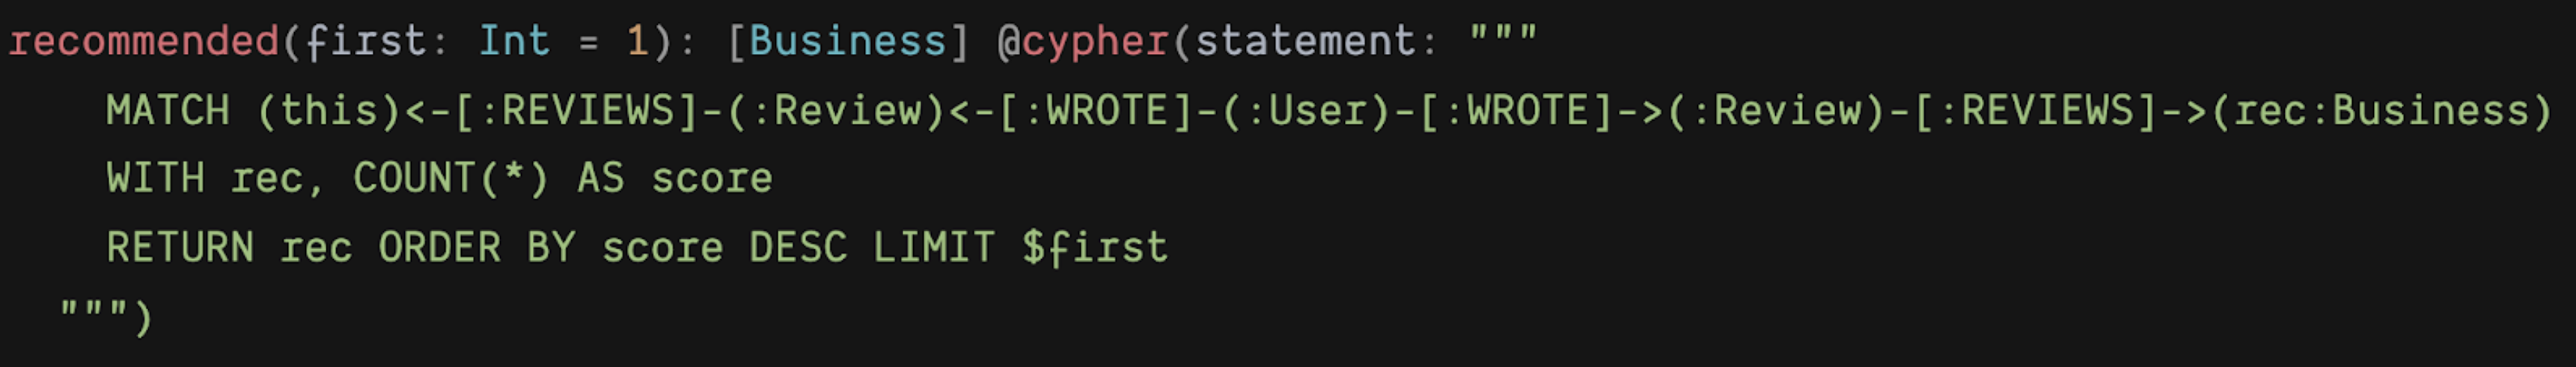 recommended(first: Int = 1): [Business] @cypher(statement: """
MATCH (this)<-[:REVIEWS]-(:Review)<-[:WROTE]-(:User)-[:WROTE]->(:Review)-[:REVIEWS]->(rec:Business)
WITH rec, COUNT(*) AS score
RETURN rec ORDER BY score DESC LIMIT $first
""")